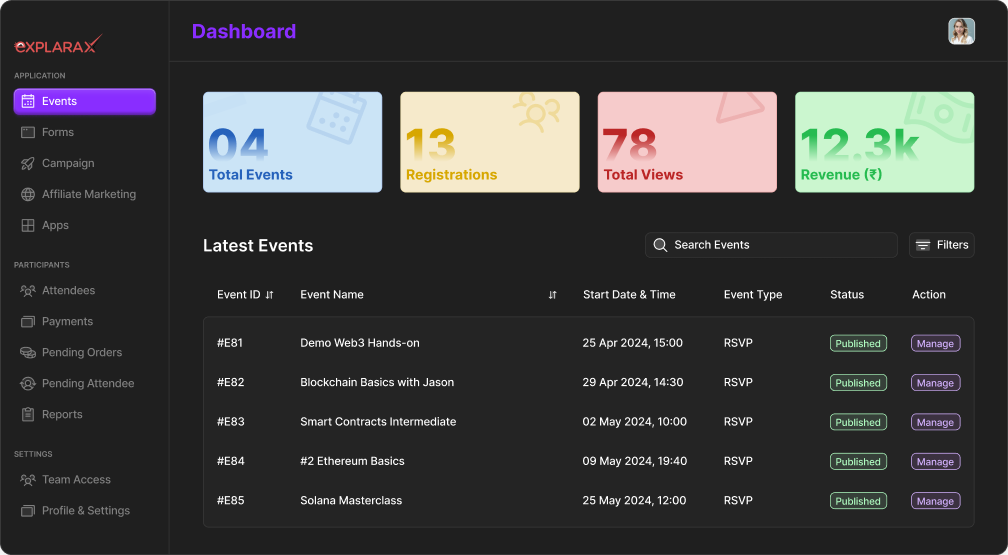 eXPLARAX
Dashboard
APPLICATION
Events
Forms
Campaign
Affiliate Marketing
Apps
PARTICIPANTS
Attendees
Payments
Pending Orders
Pending Attendee
Reports
SETTINGS
Team Access
Profile & Settings
04
Total Events
13
Registrations
78
Total Views
12.3k
Revenue (₹)
Latest Events
Search Events
Filters
Event ID Event Name Start Date & Time Event Type Status Action
#E81 Demo Web3 Hands-on 25 Apr 2024, 15:00 RSVP Published Manage
#E82 Blockchain Basics with Jason 29 Apr 2024, 14:30 RSVP Published Manage
#E83 Smart Contracts Intermediate 02 May 2024, 10:00 RSVP Published Manage
#E84 #2 Ethereum Basics 09 May 2024, 19:40 RSVP Published Manage
#E85 Solana Masterclass 25 May 2024, 12:00 RSVP Published Manage